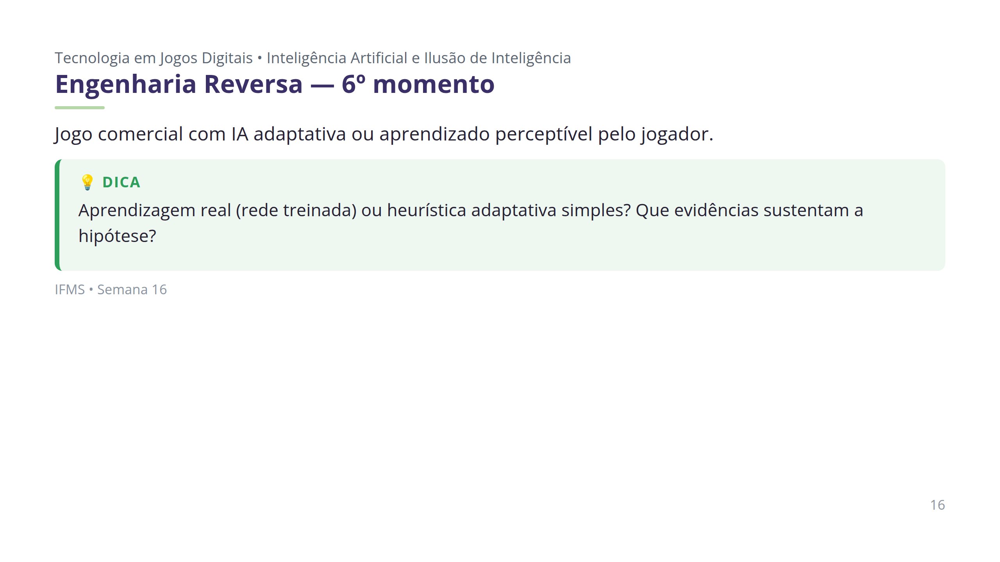 Tecnologia em Jogos Digitais • Inteligência Artificial e Ilusão de Inteligência
Engenharia Reversa — 6º momento
Jogo comercial com IA adaptativa ou aprendizado perceptível pelo jogador.
💡 DICA
Aprendizagem real (rede treinada) ou heurística adaptativa simples? Que evidências sustentam a
hipótese?
IFMS • Semana 16
16